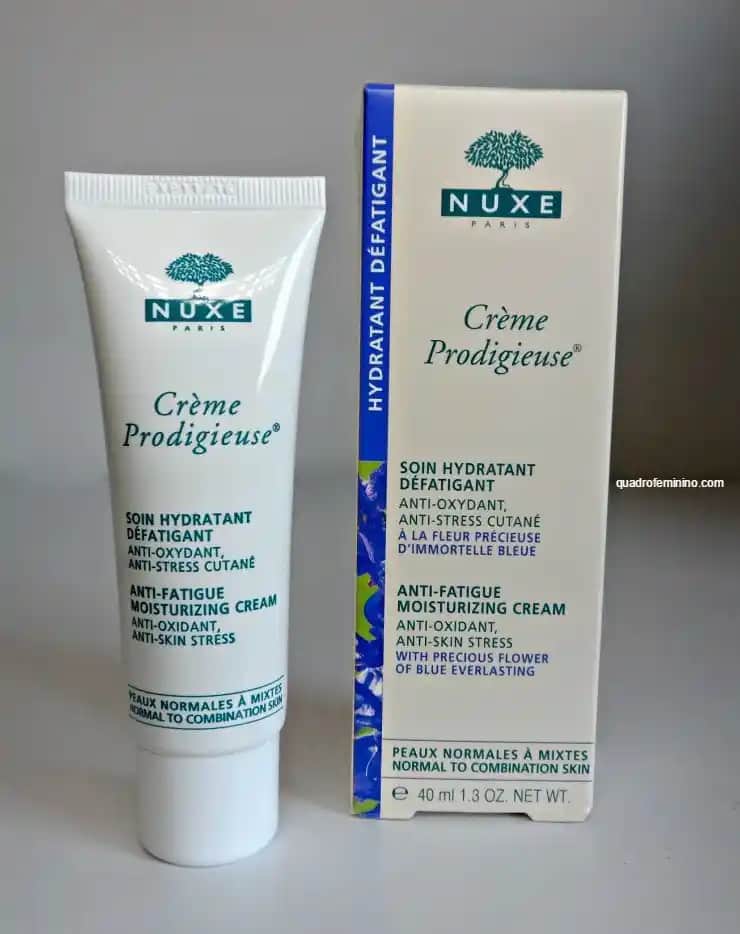 NUXE
PARIS
Crème
Prodigieuse®
SOIN HYDRATANT
DÉFATIGANT
ANTI-OXYDANT,
ANTI-STRESS CUTANÉ
ANTI-FATIGUE
MOISTURIZING CREAM
ANTI-OXIDANT,
ANTI-SKIN STRESS
PEAUX NORMALES À MIXTES
NORMAL TO COMBINATION SKIN
HYDRATANT DÉFATIGANT
NUXE
PARIS
Crème
Prodigieuse®
SOIN HYDRATANT
DÉFATIGANT
ANTI-OXYDANT,
ANTI-STRESS CUTANÉ
À LA FLEUR PRÉCIEUSE
D'IMMORTELLE BLEUE
ANTI-FATIGUE
MOISTURIZING CREAM
ANTI-OXIDANT,
ANTI-SKIN STRESS
WITH PRECIOUS FLOWER
OF BLUE EVERLASTING
PEAUX NORMALES À MIXTES
NORMAL TO COMBINATION SKIN
℮ 40 ml 1.3 OZ. NET WT.
quadrofeminino.com